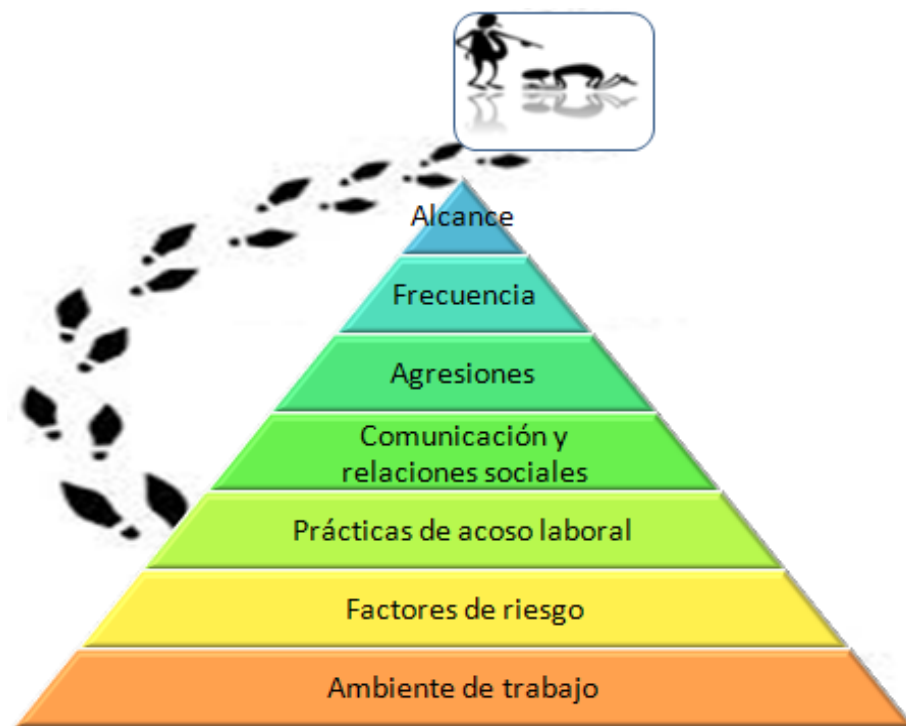 Alcance
Frecuencia
Agresiones
Comunicación y
relaciones sociales
Prácticas de acoso laboral
Factores de riesgo
Ambiente de trabajo